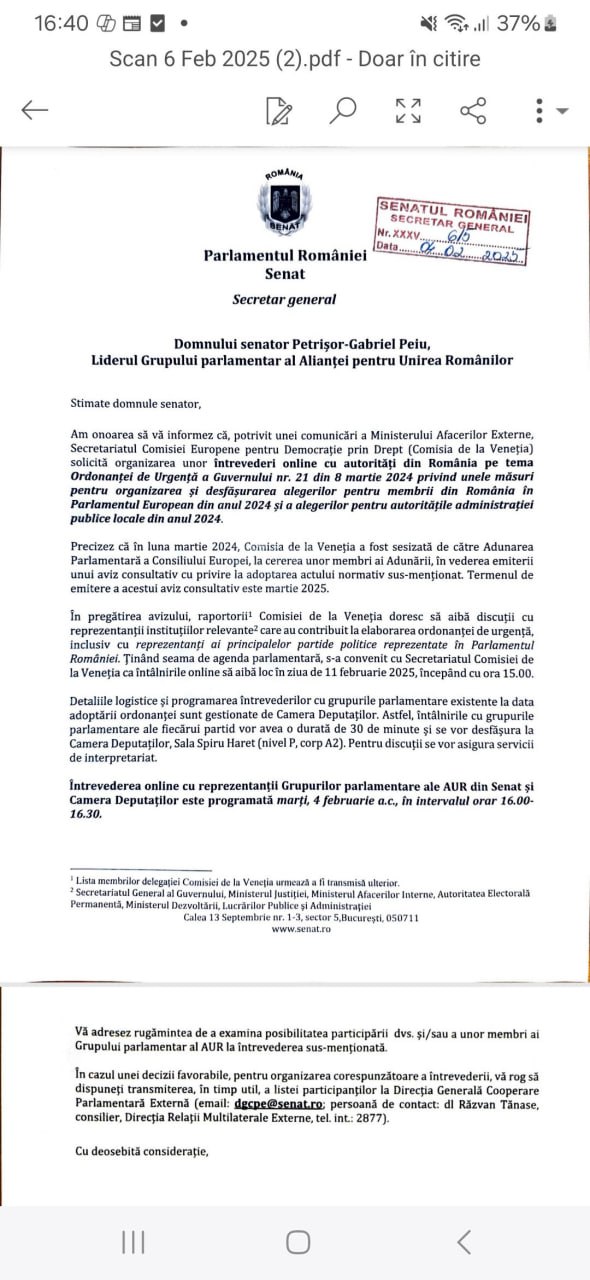 16:40
37%
Scan 6 Feb 2025 (2).pdf - Doar în citire
ROMÂNIA
SENAT
SENATUL ROMÂNIEI
SECRETAR GENERAL
Nr. XXXV
Data 02 2025
Parlamentul României
Senat
Secretar general
Domnului senator Petrișor-Gabriel Peiu,
Liderul Grupului parlamentar al Alianței pentru Unirea Românilor
Stimate domnule senator,
Am onoarea să vă informez că, potrivit unei comunicări a Ministerului Afacerilor Externe,
Secretariatul Comisiei Europene pentru Democrație prin Drept (Comisia de la Veneția)
solicită organizarea unor întrevederi online cu autorități din România pe tema
Ordonanței de Urgență a Guvernului nr. 21 din 8 martie 2024 privind unele măsuri
pentru organizarea și desfășurarea alegerilor pentru membrii din România în
Parlamentul European din anul 2024 și a alegerilor pentru autoritățile administrației
publice locale din anul 2024.
Precizez că în luna martie 2024, Comisia de la Veneția a fost sesizată de către Adunarea
Parlamentară a Consiliului Europei, la cererea unor membri ai Adunării, în vederea emiterii
unui aviz consultativ cu privire la adoptarea actului normativ sus-menționat. Termenul de
emitere a acestui aviz consultativ este martie 2025.
În pregătirea avizului, raportorii¹ Comisiei de la Veneția doresc să aibă discuții cu
reprezentanții instituțiilor relevante² care au contribuit la elaborarea ordonanței de urgență,
inclusiv cu reprezentanți ai principalelor partide politice reprezentate în Parlamentul
României. Ținând seama de agenda parlamentară, s-a convenit cu Secretariatul Comisiei de
la Veneția ca întâlnirile online să aibă loc în ziua de 11 februarie 2025, începând cu ora 15.00.
Detaliile logistice și programarea întrevederilor cu grupurile parlamentare existente la data
adoptării ordonanței sunt gestionate de Camera Deputaților. Astfel, întâlnirile cu grupurile
parlamentare ale fiecărui partid vor avea o durată de 30 de minute și se vor desfășura la
Camera Deputaților, Sala Spiru Haret (nivel P, corp A2). Pentru discuții se vor asigura servicii
de interpretariat.
Întrevederea online cu reprezentanții Grupurilor parlamentare ale AUR din Senat și
Camera Deputaților este programată marți, 4 februarie a.c., în intervalul orar 16.00-
16.30.
¹ Lista membrilor delegației Comisiei de la Veneția urmează a fi transmisă ulterior.
² Secretariatul General al Guvernului, Ministerul Justiției, Ministerul Afacerilor Interne, Autoritatea Electorală
Permanentă, Ministerul Dezvoltării, Lucrărilor Publice și Administrației
Calea 13 Septembrie nr. 1-3, sector 5,București, 050711
www.senat.ro
Vă adresez rugămintea de a examina posibilitatea participării dvs. și/sau a unor membri ai
Grupului parlamentar al AUR la întrevederea sus-menționată.
În cazul unei decizii favorabile, pentru organizarea corespunzătoare a întrevederii, vă rog să
dispuneți transmiterea, în timp util, a listei participanților la Direcția Generală Cooperare
Parlamentară Externă (email: dgcpe@senat.ro; persoană de contact: dl Răzvan Tănase,
consilier, Direcția Relații Multilaterale Externe, tel. int.: 2877).
Cu deosebită considerație,